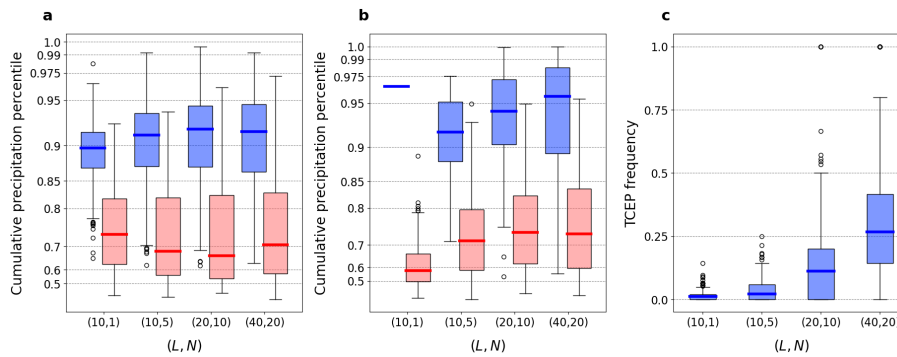 a
Cumulative precipitation percentile
1.0
0.99
0.975
0.95
0.9
0.85
0.8
0.7
0.6
0.5
(10,1) (10,5) (20,10) (40,20)
(L, N)
b
Cumulative precipitation percentile
1.0
0.99
0.975
0.95
0.9
0.85
0.8
0.7
0.6
0.5
(10,1) (10,5) (20,10) (40,20)
(L, N)
c
TCEP frequency
1.0
0.75
0.50
0.25
0.0
(10,1) (10,5) (20,10) (40,20)
(L, N)